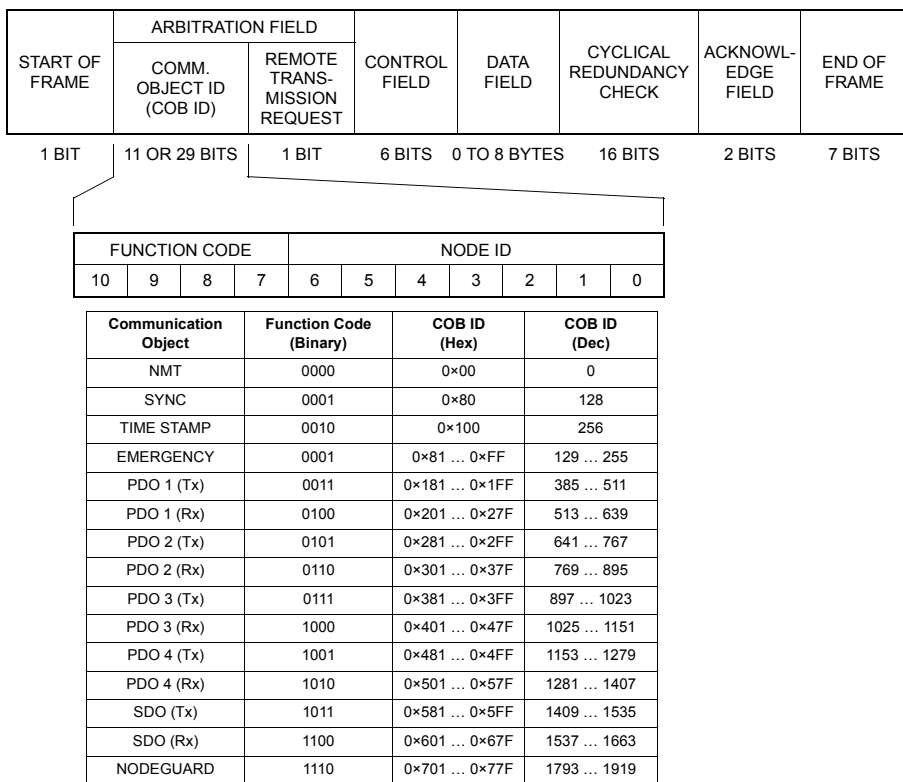 ARBITRATION FIELD
START OF
FRAME
COMM.
OBJECT ID
(COB ID)
REMOTE
TRANS-
MISSION
REQUEST
CONTROL
FIELD
DATA
FIELD
CYCLICAL
REDUNDANCY
CHECK
ACKNOWL-
EDGE
FIELD
END OF
FRAME
1 BIT 11 OR 29 BITS 1 BIT 6 BITS 0 TO 8 BYTES 16 BITS 2 BITS 7 BITS
FUNCTION CODE NODE ID
10 9 8 7 6 5 4 3 2 1 0
Communication Object Function Code (Binary) COB ID (Hex) COB ID (Dec)
NMT 0000 0×00 0
SYNC 0001 0×80 128
TIME STAMP 0010 0×100 256
EMERGENCY 0001 0×81 … 0×FF 129 … 255
PDO 1 (Tx) 0011 0×181 … 0×1FF 385 … 511
PDO 1 (Rx) 0100 0×201 … 0×27F 513 … 639
PDO 2 (Tx) 0101 0×281 … 0×2FF 641 … 767
PDO 2 (Rx) 0110 0×301 … 0×37F 769 … 895
PDO 3 (Tx) 0111 0×381 … 0×3FF 897 … 1023
PDO 3 (Rx) 1000 0×401 … 0×47F 1025 … 1151
PDO 4 (Tx) 1001 0×481 … 0×4FF 1153 … 1279
PDO 4 (Rx) 1010 0×501 … 0×57F 1281 … 1407
SDO (Tx) 1011 0×581 … 0×5FF 1409 … 1535
SDO (Rx) 1100 0×601 … 0×67F 1537 … 1663
NODEGUARD 1110 0×701 … 0×77F 1793 … 1919